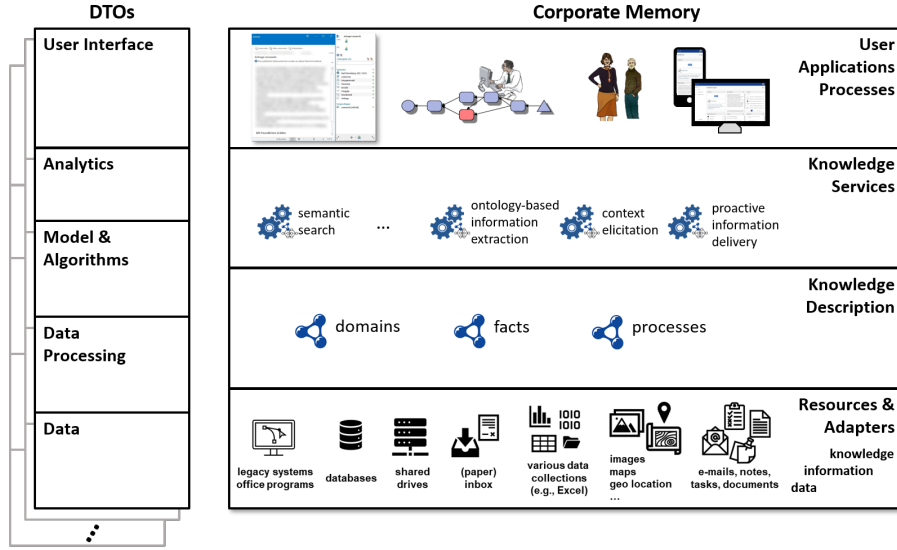 DTOs
User Interface
Analytics
Model &
Algorithms
Data
Processing
Data
Corporate Memory
User
Applications
Processes
Knowledge
Services
semantic
search
...
ontology-based
information
extraction
context
elicitation
proactive
information
delivery
Knowledge
Description
domains
facts
processes
Resources &
Adapters
knowledge
information
data
legacy systems
office programs
databases
shared
drives
(paper)
inbox
IOIO
OIO
various data
collections
(e.g., Excel)
images
maps
geo location
...
e-mails, notes,
tasks, documents